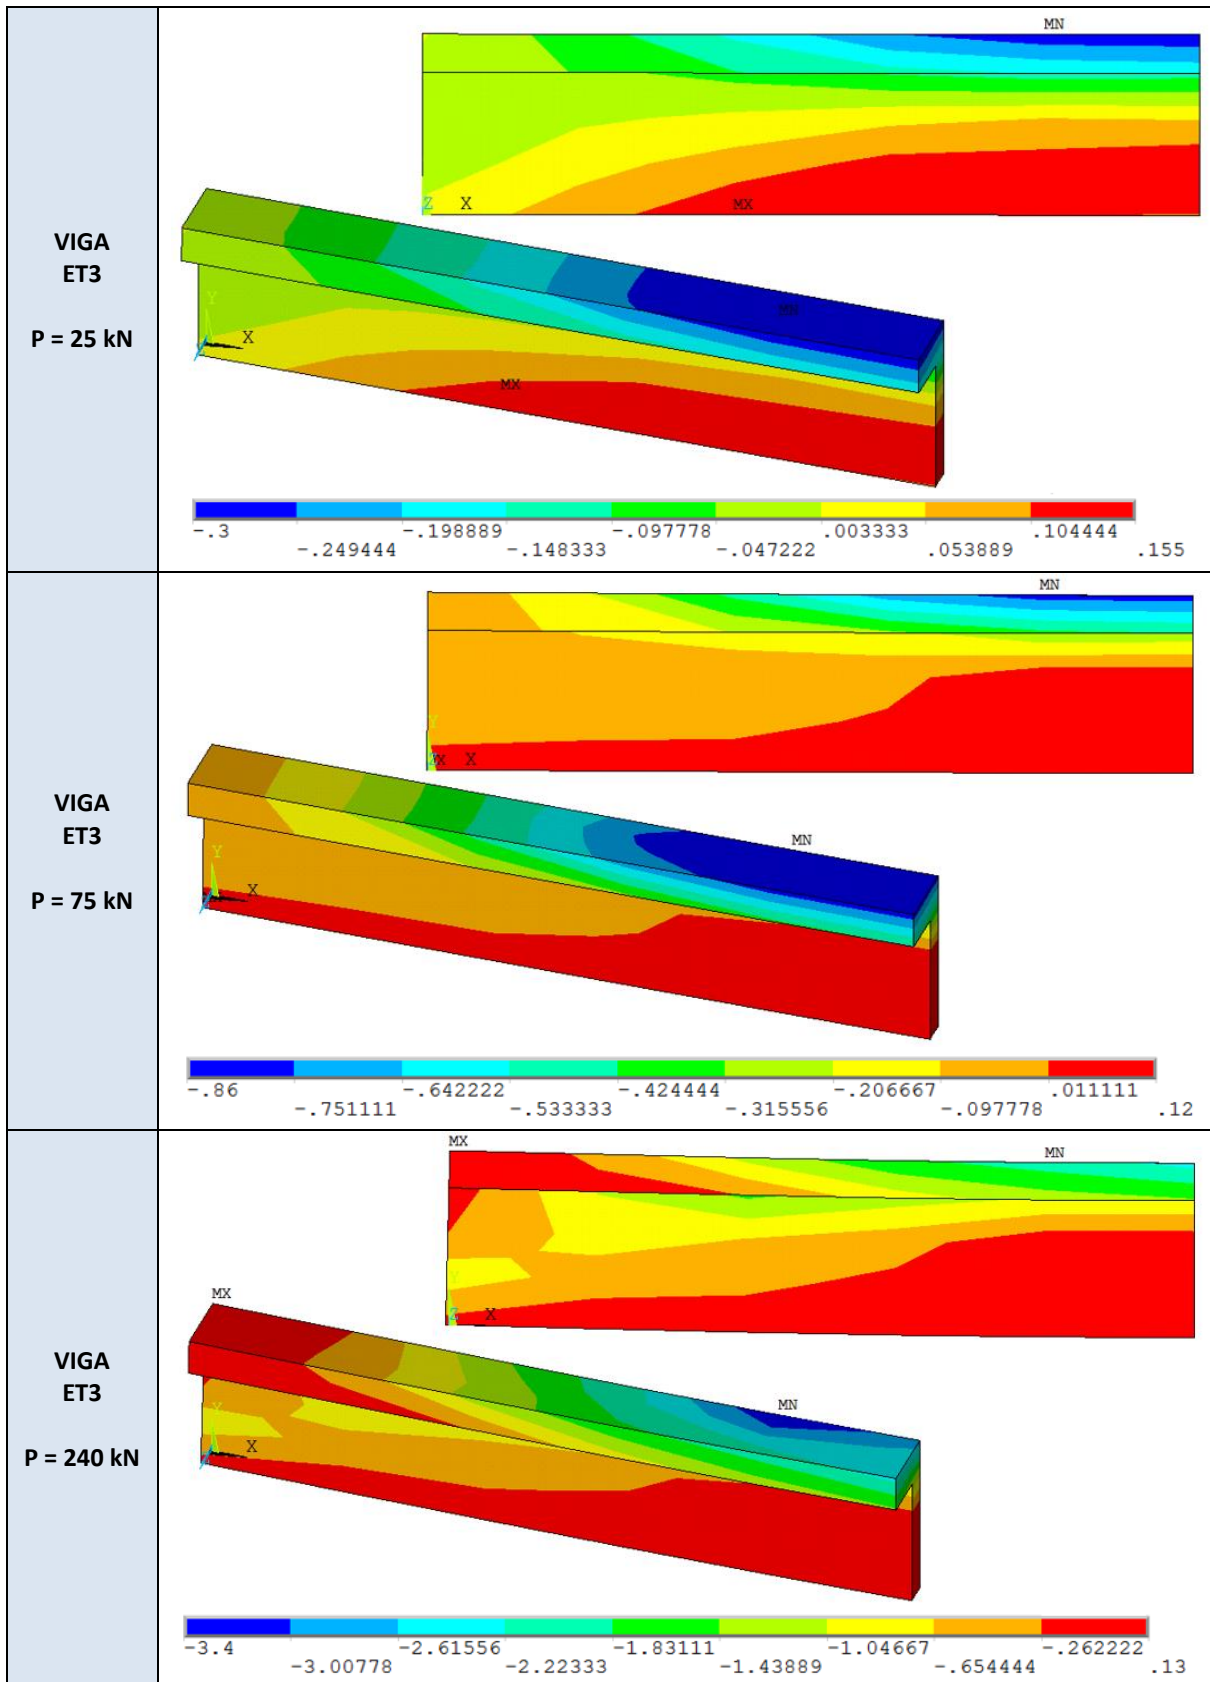 MN
Z X
MX
VIGA
ET3
P = 25 kN
Y
X
MN
MX
-.3 -.198889 -.097778 .003333 .104444
-.249444 -.148333 -.047222 .053889 .155
MN
Y
Z MX X
VIGA
ET3
P = 75 kN
MN
Y
X
-.86 -.642222 -.424444 -.206667 .011111
-.751111 -.533333 -.315556 -.097778 .12
MX MN
Y
Z X
MX
VIGA
ET3
P = 240 kN
MN
Y
X
-3.4 -2.61556 -1.83111 -1.04667 -.262222
-3.00778 -2.22333 -1.43889 -.654444 .13